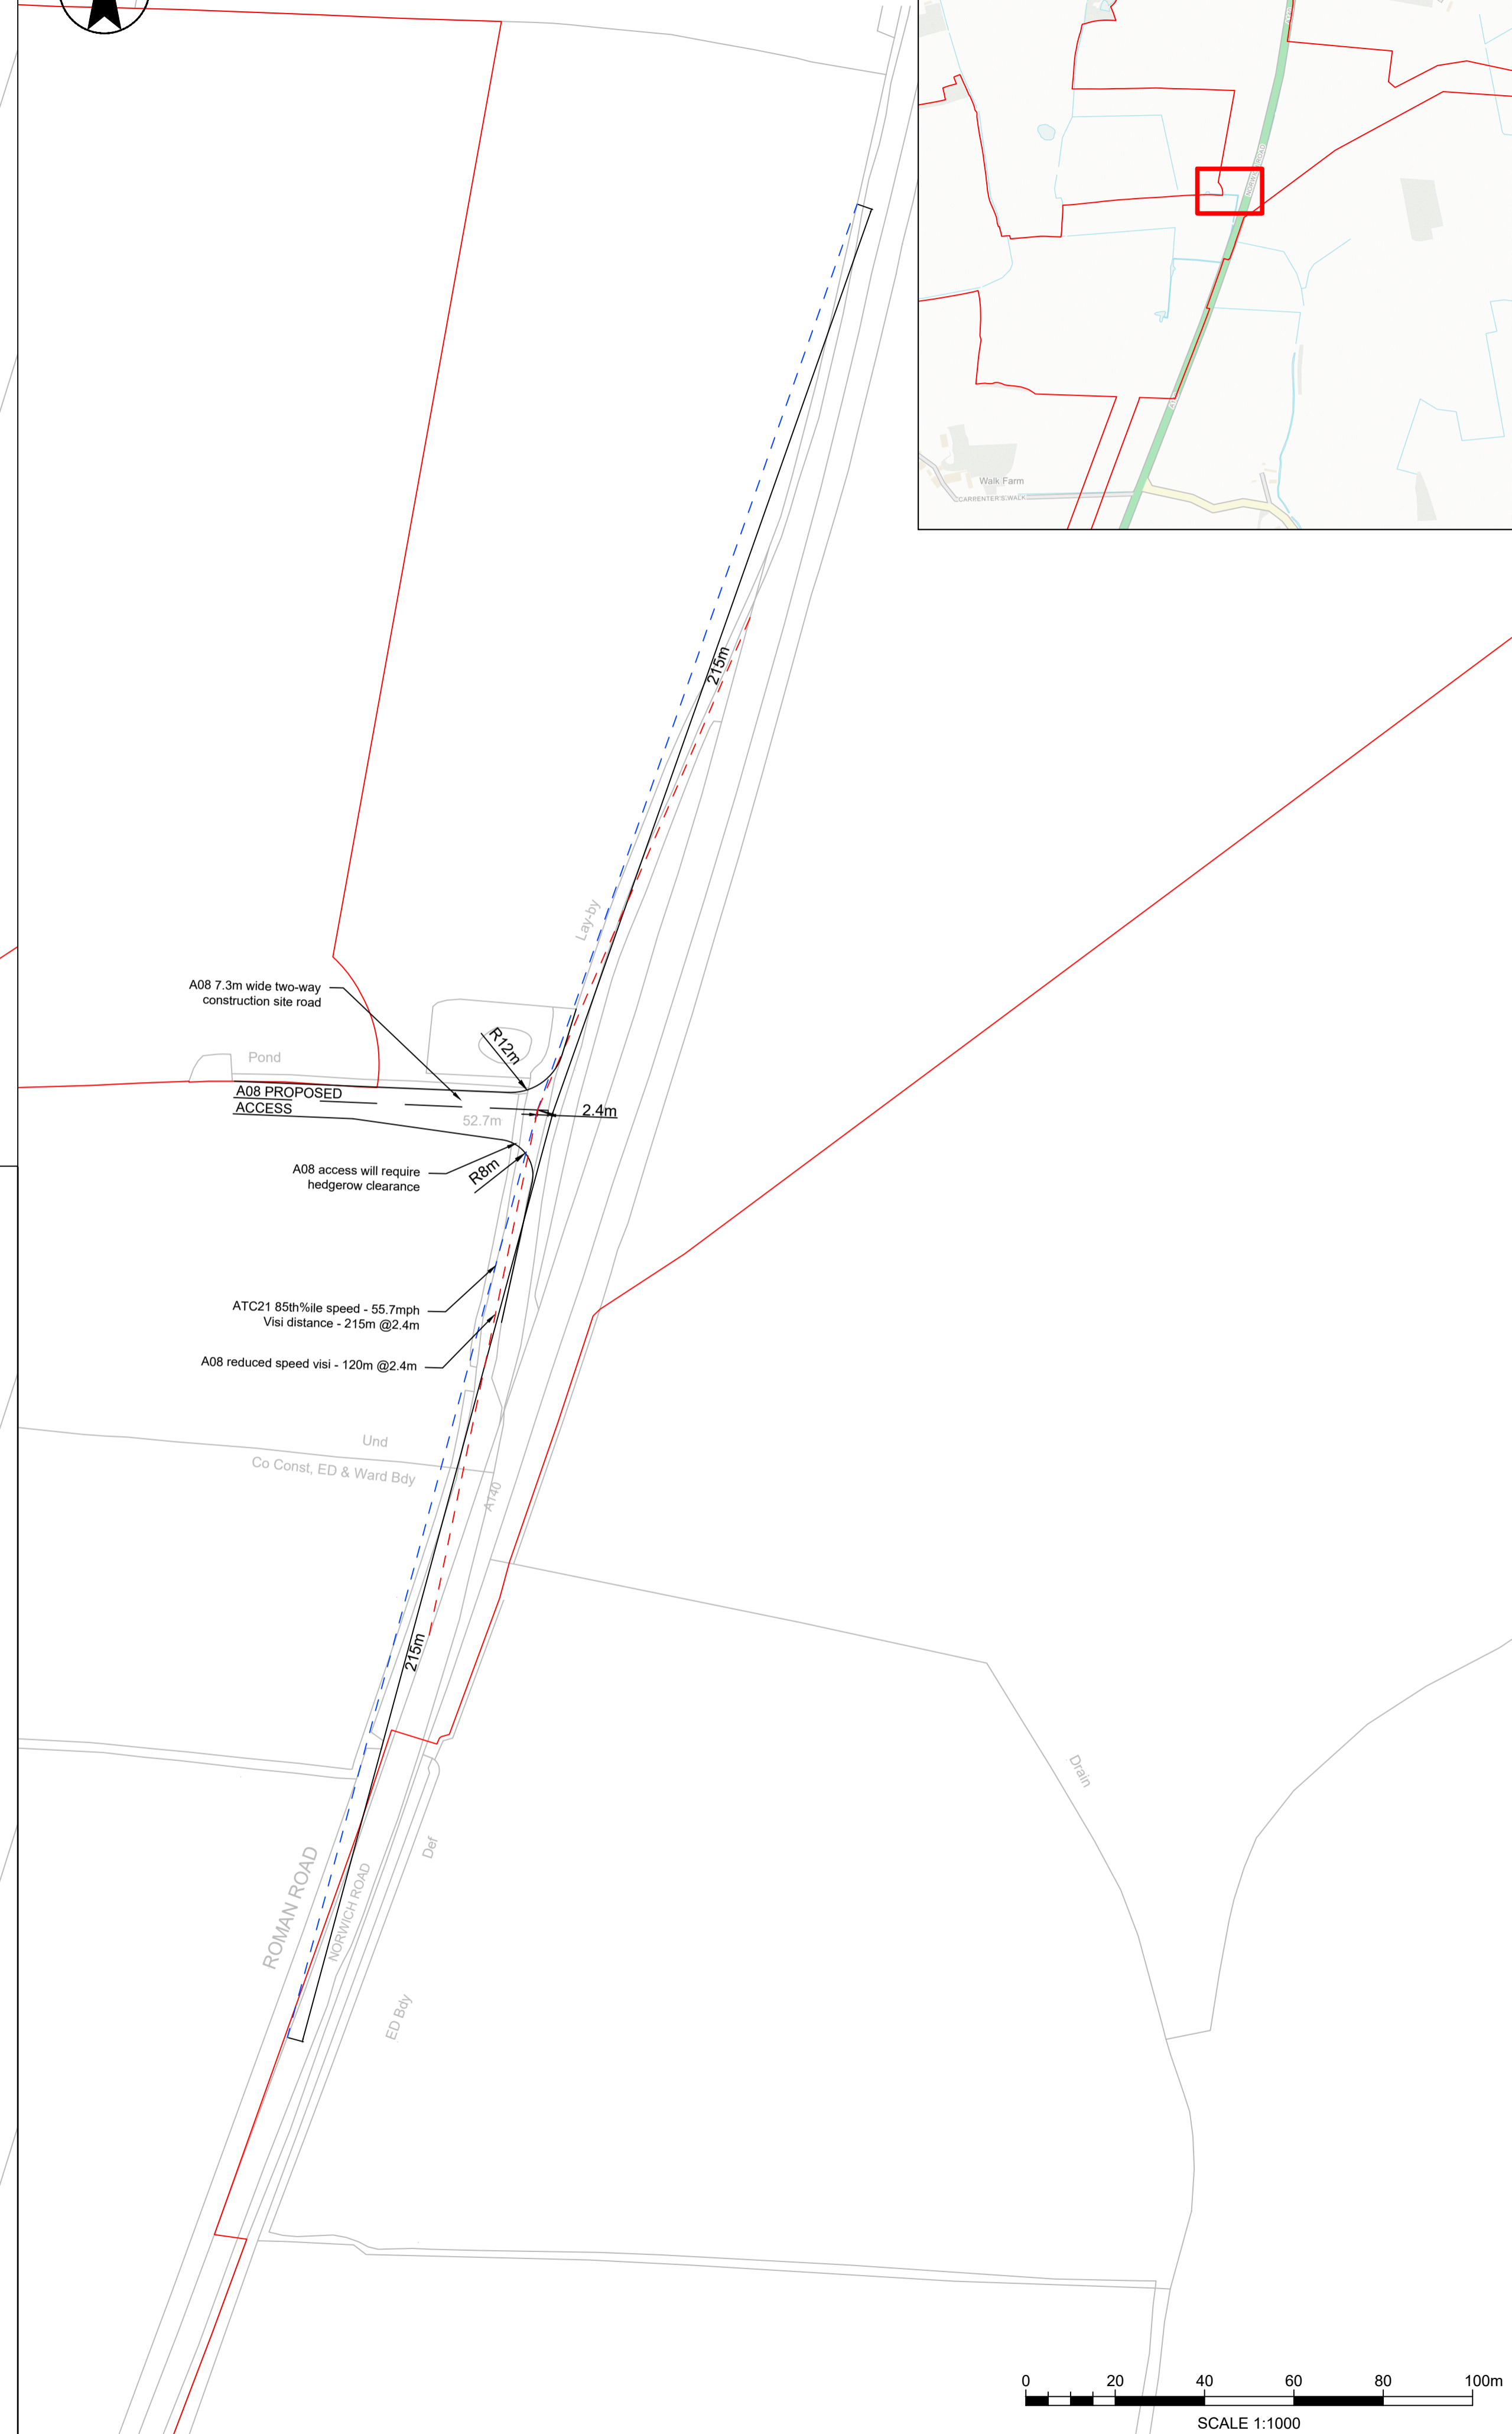 NORWICH ROAD
Walk Farm
CARPENTER'S WALK
215m
Lay-by
A08 7.3m wide two-way
construction site road
R12m
Pond
A08 PROPOSED
ACCESS
52.7m
2.4m
A08 access will require
hedgerow clearance
R8m
ATC21 85th%ile speed - 55.7mph
Visi distance - 215m @2.4m
A08 reduced speed visi - 120m @2.4m
Und
Co Const, ED & Ward Bdy
A140
215m
Drain
Def
ROMAN ROAD
NORWICH ROAD
ED Bdy
0 20 40 60 80 100m
SCALE 1:1000